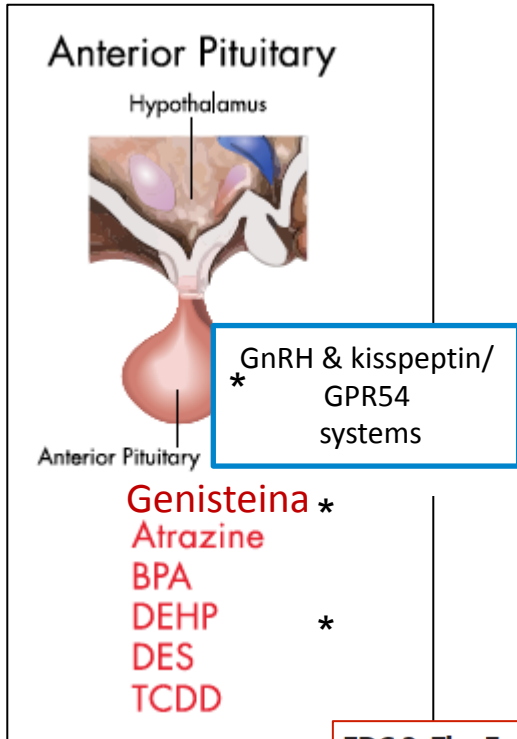 Anterior Pituitary
Hypothalamus
GnRH & kisspeptin/
* GPR54
systems
Anterior Pituitary
Genisteina *
Atrazine
BPA
DEHP *
DES
TCDD